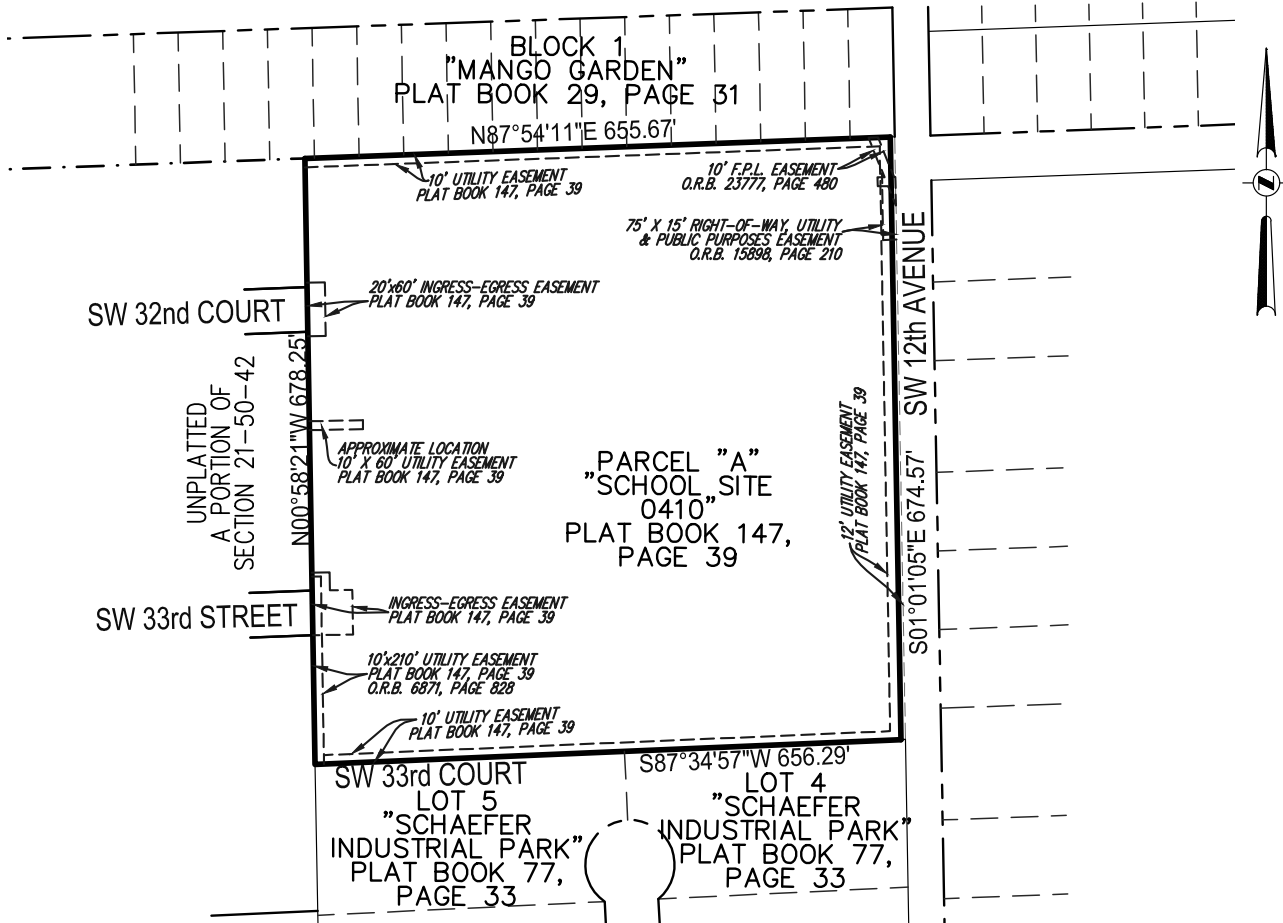 BLOCK 1
"MANGO GARDEN"
PLAT BOOK 29, PAGE 31
N87°54'11"E 655.67'
10' UTILITY EASEMENT
PLAT BOOK 147, PAGE 39
10' F.P.L. EASEMENT
O.R.B. 23777, PAGE 480
75' X 15' RIGHT-OF-WAY, UTILITY
& PUBLIC PURPOSES EASEMENT
O.R.B. 15898, PAGE 210
N
20'x60' INGRESS-EGRESS EASEMENT
PLAT BOOK 147, PAGE 39
SW 32nd COURT
SW 12th AVENUE
UNPLATTED
A PORTION OF
SECTION 21-50-42
N00°58'21"W 678.25'
APPROXIMATE LOCATION
10' X 60' UTILITY EASEMENT
PLAT BOOK 147, PAGE 39
PARCEL "A"
"SCHOOL SITE
0410"
PLAT BOOK 147,
PAGE 39
12' UTILITY EASEMENT
PLAT BOOK 147, PAGE 39
S01°01'05"E 674.57'
SW 33rd STREET
INGRESS-EGRESS EASEMENT
PLAT BOOK 147, PAGE 39
10'x210' UTILITY EASEMENT
PLAT BOOK 147, PAGE 39
O.R.B. 6871, PAGE 828
10' UTILITY EASEMENT
PLAT BOOK 147, PAGE 39
S87°34'57"W 656.29'
SW 33rd COURT
LOT 5
"SCHAEFER
INDUSTRIAL PARK"
PLAT BOOK 77,
PAGE 33
LOT 4
"SCHAEFER
INDUSTRIAL PARK"
PLAT BOOK 77,
PAGE 33